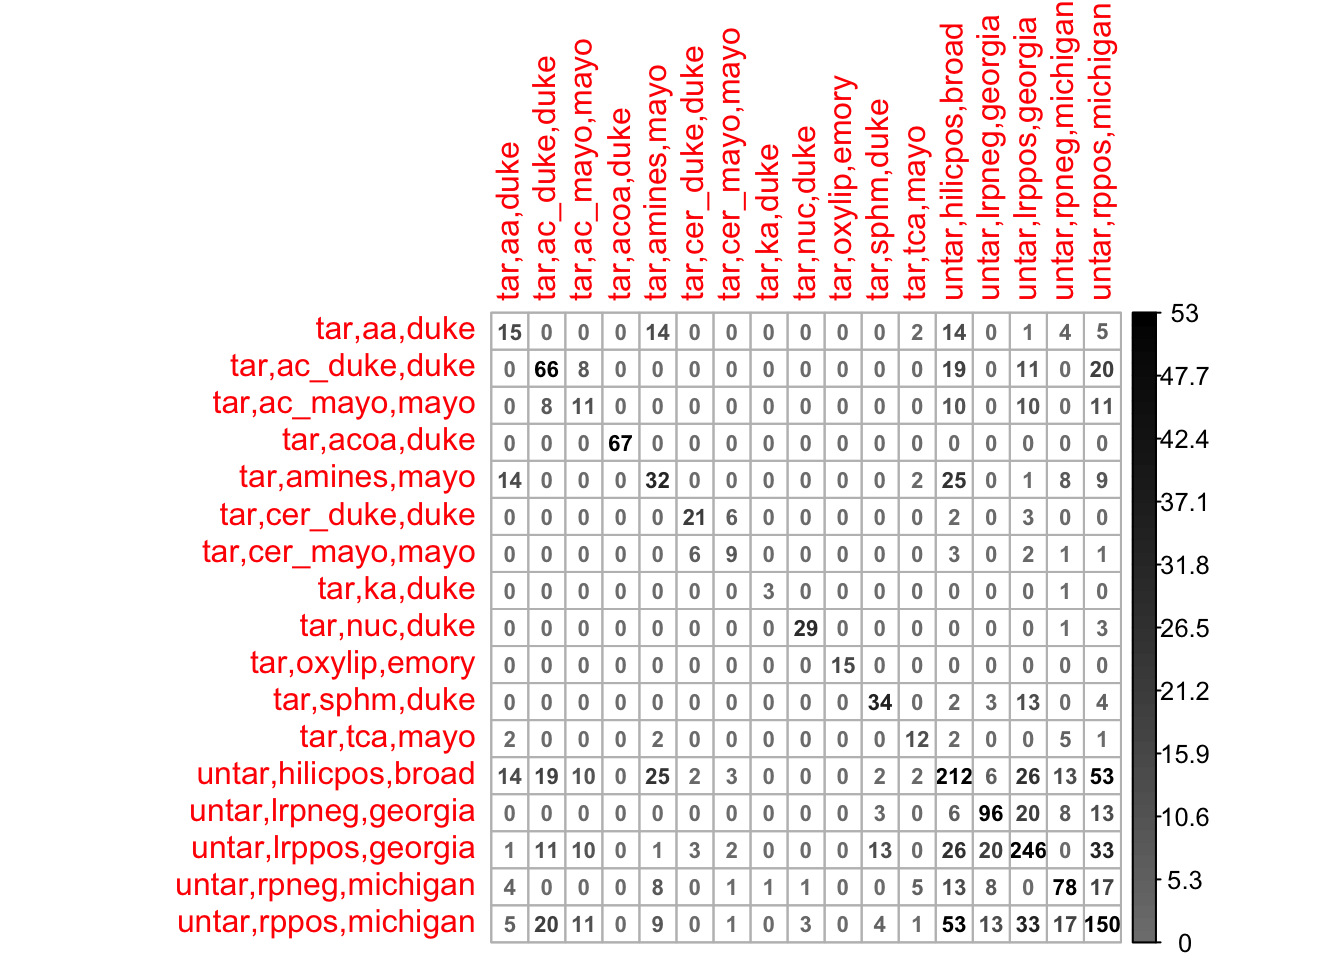 tar,aa,duke
tar,ac_duke,duke
tar,ac_mayo,mayo
tar,acoa,duke
tar,amines,mayo
tar,cer_duke,duke
tar,cer_mayo,mayo
tar,ka,duke
tar,nuc,duke
tar,oxylip,emory
tar,sphm,duke
tar,tca,mayo
untar,hilicpos,broad
untar,lrpneg,georgia
untar,lrppos,georgia
untar,rpneg,michigan
untar,rppos,michigan
tar,aa,duke 15 0 0 0 14 0 0 0 0 0 0 2 14 0 1 4 5
tar,ac_duke,duke 0 66 8 0 0 0 0 0 0 0 0 0 19 0 11 0 20
tar,ac_mayo,mayo 0 8 11 0 0 0 0 0 0 0 0 0 10 0 10 0 11
tar,acoa,duke 0 0 0 67 0 0 0 0 0 0 0 0 0 0 0 0 0
tar,amines,mayo 14 0 0 0 32 0 0 0 0 0 0 2 25 0 1 8 9
tar,cer_duke,duke 0 0 0 0 0 21 6 0 0 0 0 0 2 0 3 0 0
tar,cer_mayo,mayo 0 0 0 0 0 6 9 0 0 0 0 0 3 0 2 1 1
tar,ka,duke 0 0 0 0 0 0 0 3 0 0 0 0 0 0 0 1 0
tar,nuc,duke 0 0 0 0 0 0 0 0 29 0 0 0 0 0 0 1 3
tar,oxylip,emory 0 0 0 0 0 0 0 0 0 15 0 0 0 0 0 0 0
tar,sphm,duke 0 0 0 0 0 0 0 0 0 0 34 0 2 3 13 0 4
tar,tca,mayo 2 0 0 0 2 0 0 0 0 0 0 12 2 0 0 5 1
untar,hilicpos,broad 14 19 10 0 25 2 3 0 0 0 2 2 212 6 26 13 53
untar,lrpneg,georgia 0 0 0 0 0 0 0 0 0 0 3 0 6 96 20 8 13
untar,lrppos,georgia 1 11 10 0 1 3 2 0 0 0 13 0 26 20 246 0 33
untar,rpneg,michigan 4 0 0 0 8 0 1 1 1 0 0 5 13 8 0 78 17
untar,rppos,michigan 5 20 11 0 9 0 1 0 3 0 4 1 53 13 33 17 150
53
47.7
42.4
37.1
31.8
26.5
21.2
15.9
10.6
5.3
0